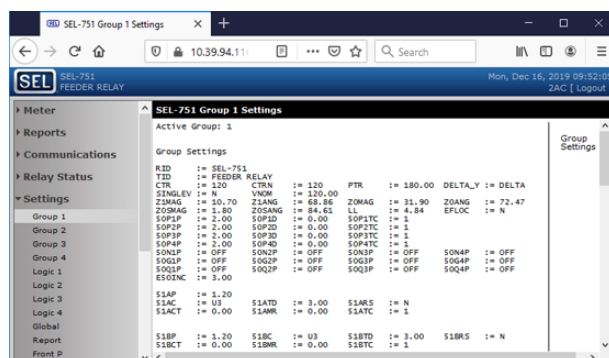 SEL-751 Group 1 Settings
10.39.94.11
Search
SEL
SEL-751
FEEDER RELAY
Mon, Dec 16, 2019 09:52:05
2AC [ Logout
Meter
Reports
Communications
Relay Status
Settings
Group 1
Group 2
Group 3
Group 4
Logic 1
Logic 2
Logic 3
Logic 4
Global
Report
Front P
SEL-751 Group 1 Settings
Active Group: 1
Group Settings
RID := SEL-751
TID := FEEDER RELAY
CTR := 120 CTRN := 120 PTR := 180.00 DELTA_Y := DELTA
SINGLEV := N VNOM := 120.00
Z1MAG := 10.70 Z1ANG := 68.86 Z0MAG := 31.90 Z0ANG := 72.47
Z0SMAG := 1.80 Z0SANG := 84.61 LL := 4.84 EFLOC := N
50P1P := 2.00 50P1D := 0.00 50P1TC := 1
50P2P := 2.00 50P2D := 0.00 50P2TC := 1
50P3P := 2.00 50P3D := 0.00 50P3TC := 1
50P4P := 2.00 50P4D := 0.00 50P4TC := 1
50N1P := OFF 50N2P := OFF 50N3P := OFF 50N4P := OFF
50G1P := OFF 50G2P := OFF 50G3P := OFF 50G4P := OFF
50Q1P := OFF 50Q2P := OFF 50Q3P := OFF 50Q4P := OFF
E50INC := 3.00
51AP := 1.20
51AC := U3 51ATD := 3.00 51ARS := N
51ACT := 0.00 51AMR := 0.00 51ATC := 1
51BP := 1.20 51BC := U3 51BTD := 3.00 51BRS := N
51BCT := 0.00 51BMR := 0.00 51BTC := 1
Group
Settings